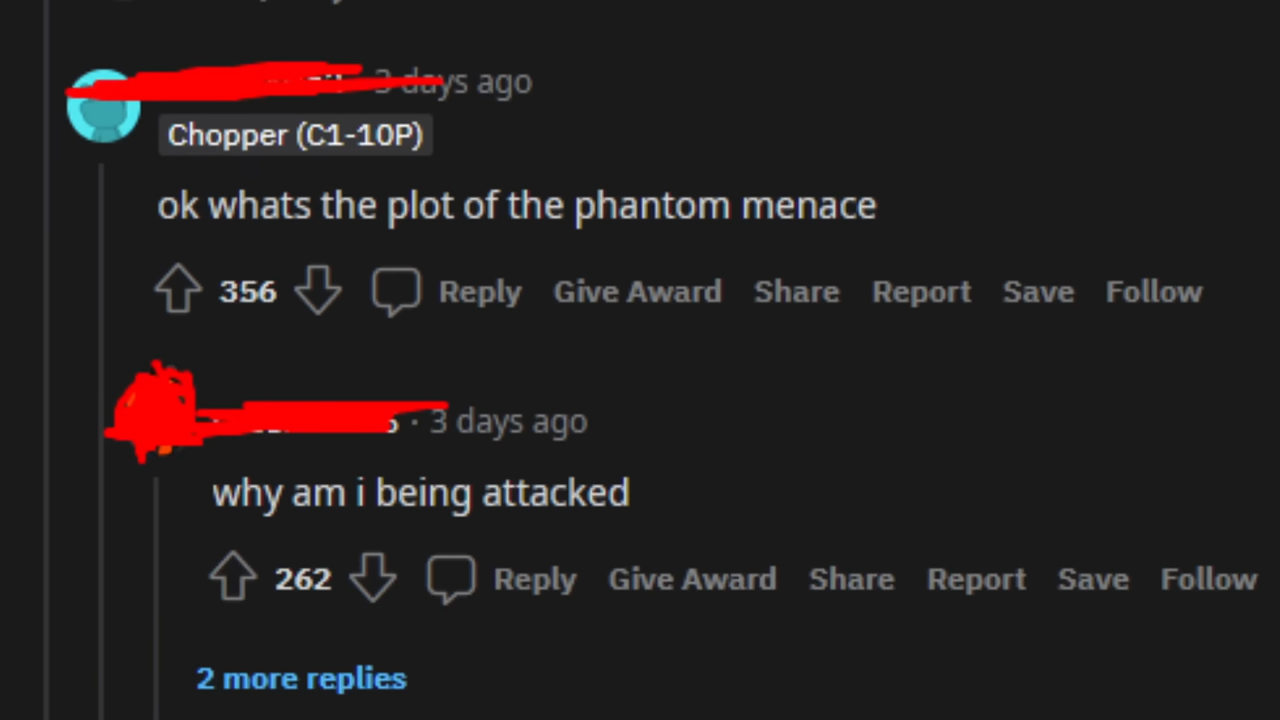 3 days ago
Chopper (C1-10P)
ok whats the plot of the phantom menace
356 Reply Give Award Share Report Save Follow
· 3 days ago
why am i being attacked
262 Reply Give Award Share Report Save Follow
2 more replies